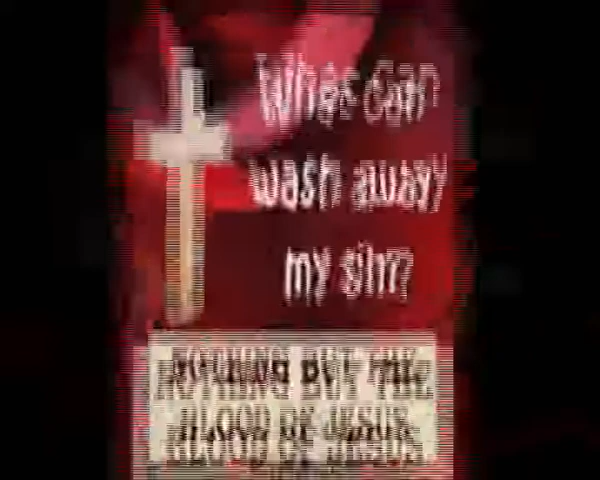 What can
wash away
my sin?
NOTHING BUT THE
BLOOD OF JESUS